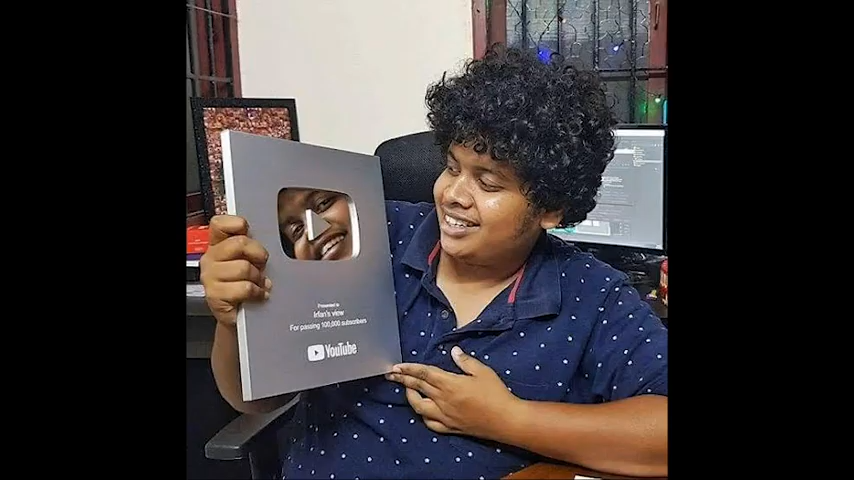 Presented to
Irfan's view
For passing 100,000 subscribers
YouTube